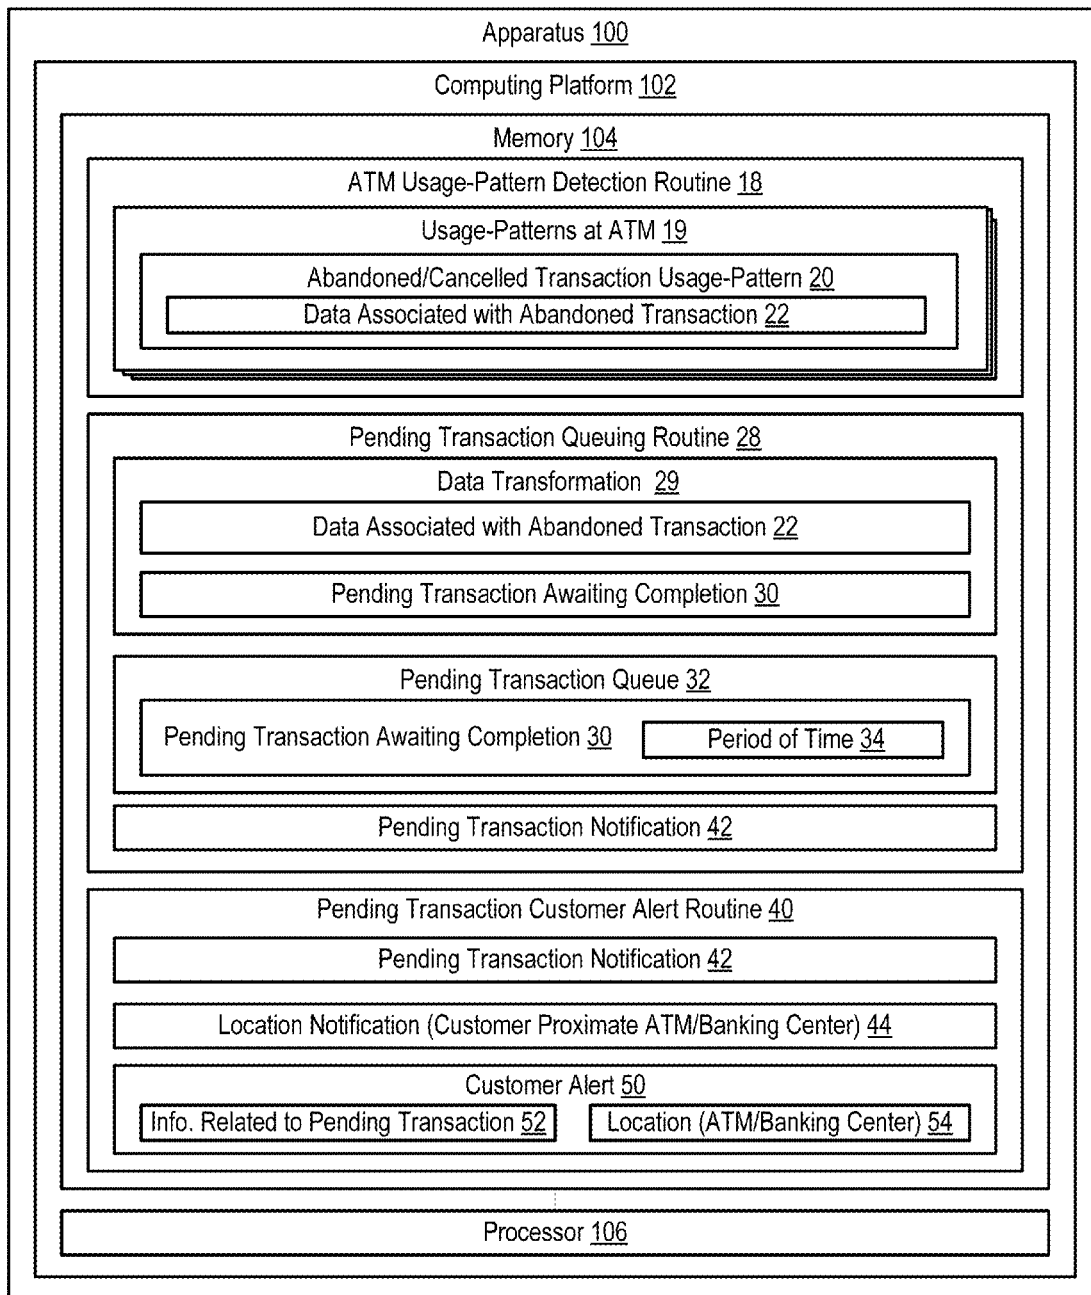 Apparatus 100
Computing Platform 102
Memory 104
ATM Usage-Pattern Detection Routine 18
Usage-Patterns at ATM 19
Abandoned/Cancelled Transaction Usage-Pattern 20
Data Associated with Abandoned Transaction 22
Pending Transaction Queuing Routine 28
Data Transformation 29
Data Associated with Abandoned Transaction 22
Pending Transaction Awaiting Completion 30
Pending Transaction Queue 32
Pending Transaction Awaiting Completion 30
Period of Time 34
Pending Transaction Notification 42
Pending Transaction Customer Alert Routine 40
Pending Transaction Notification 42
Location Notification (Customer Proximate ATM/Banking Center) 44
Customer Alert 50
Info. Related to Pending Transaction 52
Location (ATM/Banking Center) 54
Processor 106